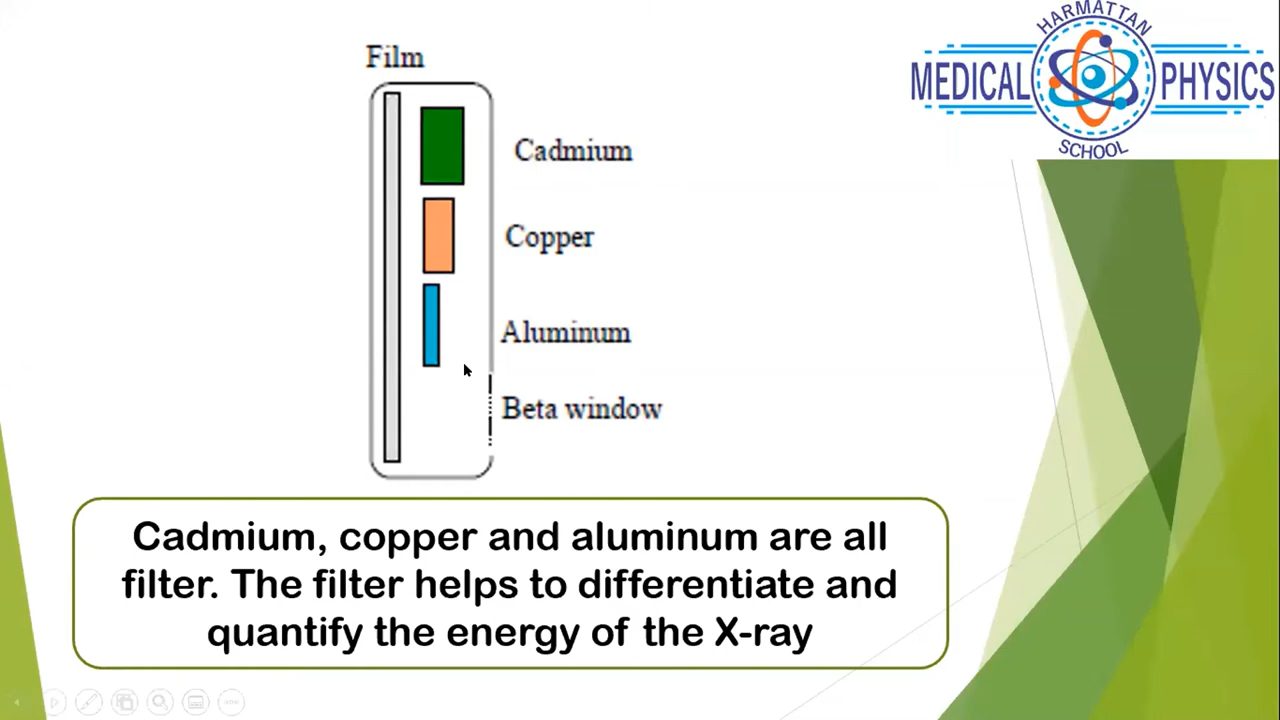 Film
HARMATTAN
MEDICAL PHYSICS
SCHOOL
Cadmium
Copper
Aluminum
Beta window
Cadmium, copper and aluminum are all
filter. The filter helps to differentiate and
quantify the energy of the X-ray